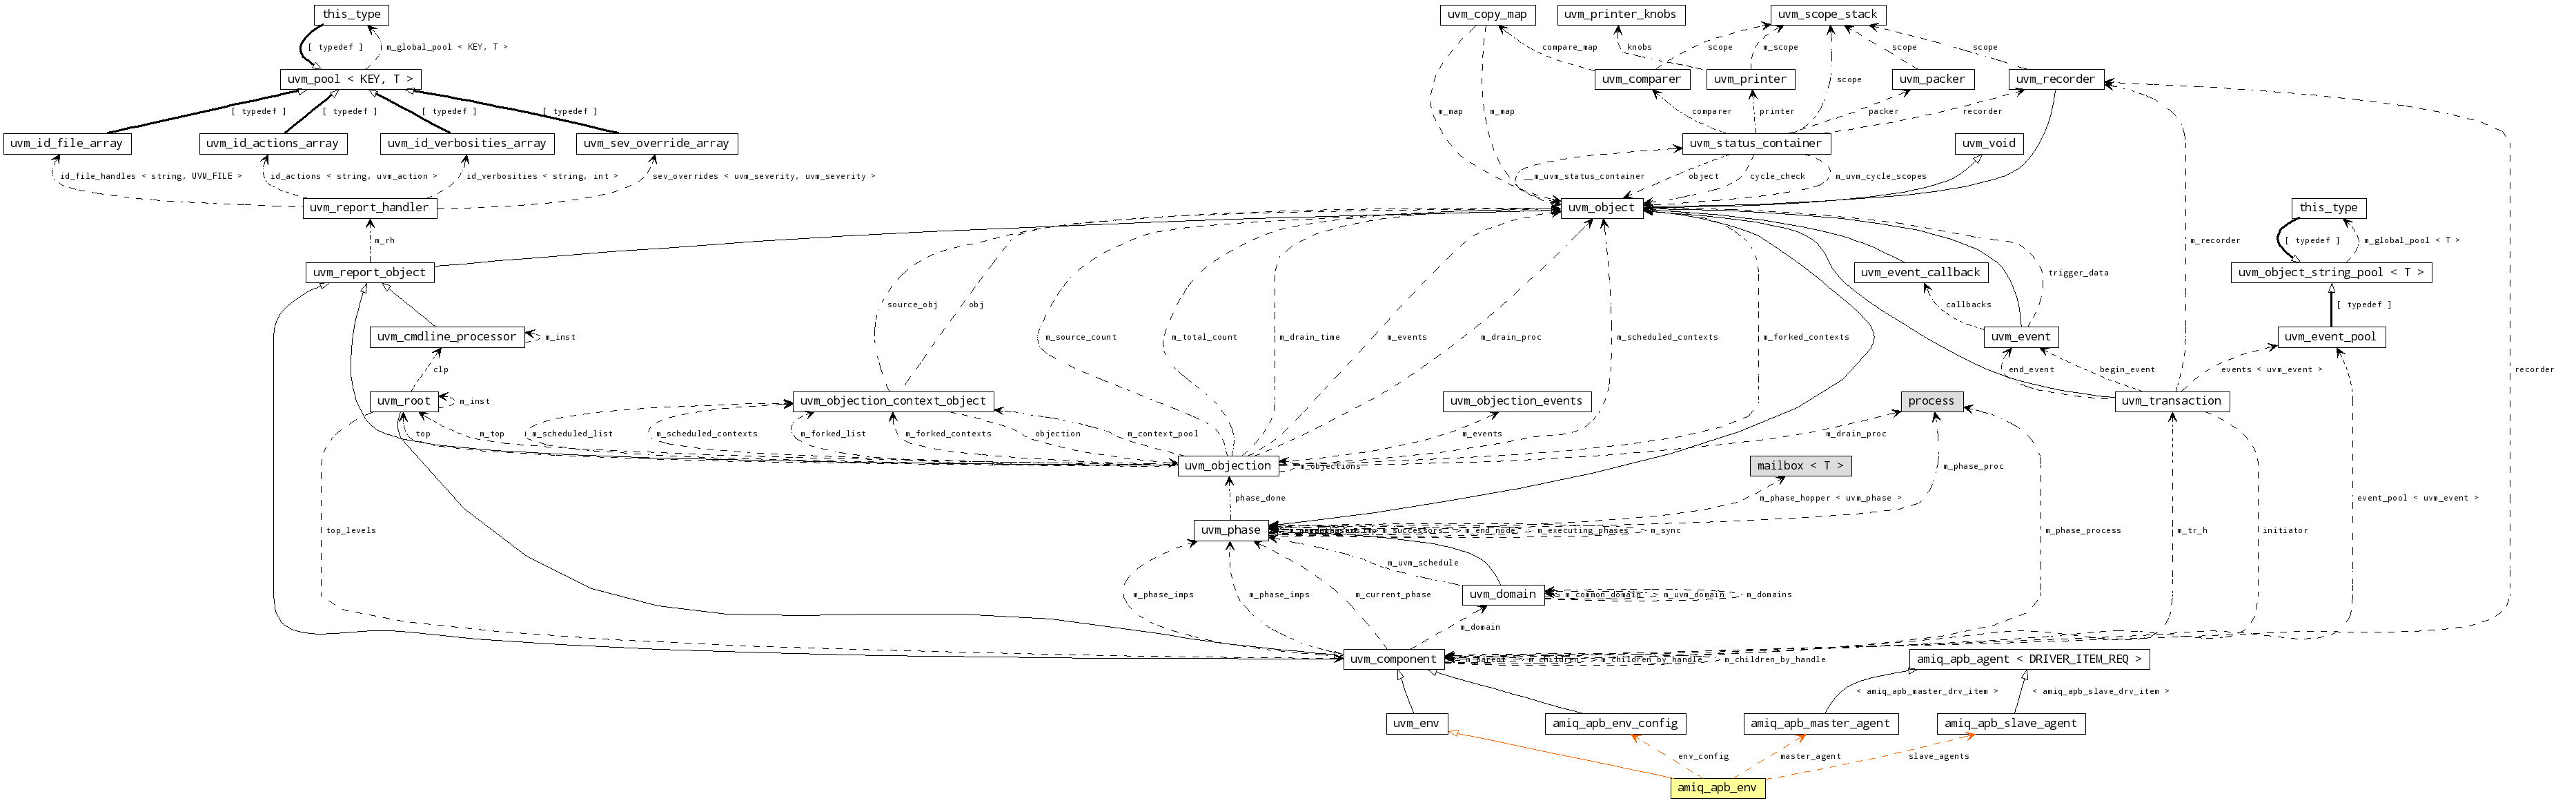 this_type
uvm_copy_map
uvm_printer_knobs
uvm_scope_stack
[ typedef ]
m_global_pool < KEY, T >
compare_map
knobs
scope
m_scope
scope
scope
uvm_pool < KEY, T >
uvm_comparer
uvm_printer
scope
uvm_packer
uvm_recorder
[ typedef ]
[ typedef ]
[ typedef ]
[ typedef ]
m_map
m_map
comparer
printer
packer
recorder
uvm_id_file_array
uvm_id_actions_array
uvm_id_verbosities_array
uvm_sev_override_array
uvm_status_container
uvm_void
id_file_handles < string, UVM_FILE >
id_actions < string, uvm_action >
id_verbosities < string, int >
sev_overrides < uvm_severity, uvm_severity >
__m_uvm_status_container
object
cycle_check
m_uvm_cycle_scopes
uvm_report_handler
uvm_object
this_type
m_rh
m_recorder
[ typedef ]
m_global_pool < T >
uvm_report_object
uvm_event_callback
trigger_data
uvm_object_string_pool < T >
source_obj
obj
callbacks
[ typedef ]
uvm_cmdline_processor
m_inst
m_source_count
m_total_count
m_drain_time
m_events
m_drain_proc
m_scheduled_contexts
m_forked_contexts
uvm_event
uvm_event_pool
clp
end_event
begin_event
events < uvm_event >
recorder
uvm_root
m_inst
uvm_objection_context_object
uvm_objection_events
process
uvm_transaction
top
m_top
m_scheduled_list
m_scheduled_contexts
m_forked_list
m_forked_contexts
objection
m_context_pool
m_events
m_drain_proc
uvm_objection
m_objections
mailbox < T >
m_phase_proc
phase_done
m_phase_hopper < uvm_phase >
event_pool < uvm_event >
top_levels
uvm_phase
m_successors
m_end_node
m_executing_phases
m_sync
m_phase_process
m_tr_h
initiator
m_uvm_schedule
m_phase_imps
m_phase_imps
m_current_phase
uvm_domain
m_common_domain
m_uvm_domain
m_domains
m_domain
uvm_component
m_parent
m_children
m_children_by_handle
m_children_by_handle
amiq_apb_agent < DRIVER_ITEM_REQ >
< amiq_apb_master_drv_item >
< amiq_apb_slave_drv_item >
uvm_env
amiq_apb_env_config
amiq_apb_master_agent
amiq_apb_slave_agent
env_config
master_agent
slave_agents
amiq_apb_env